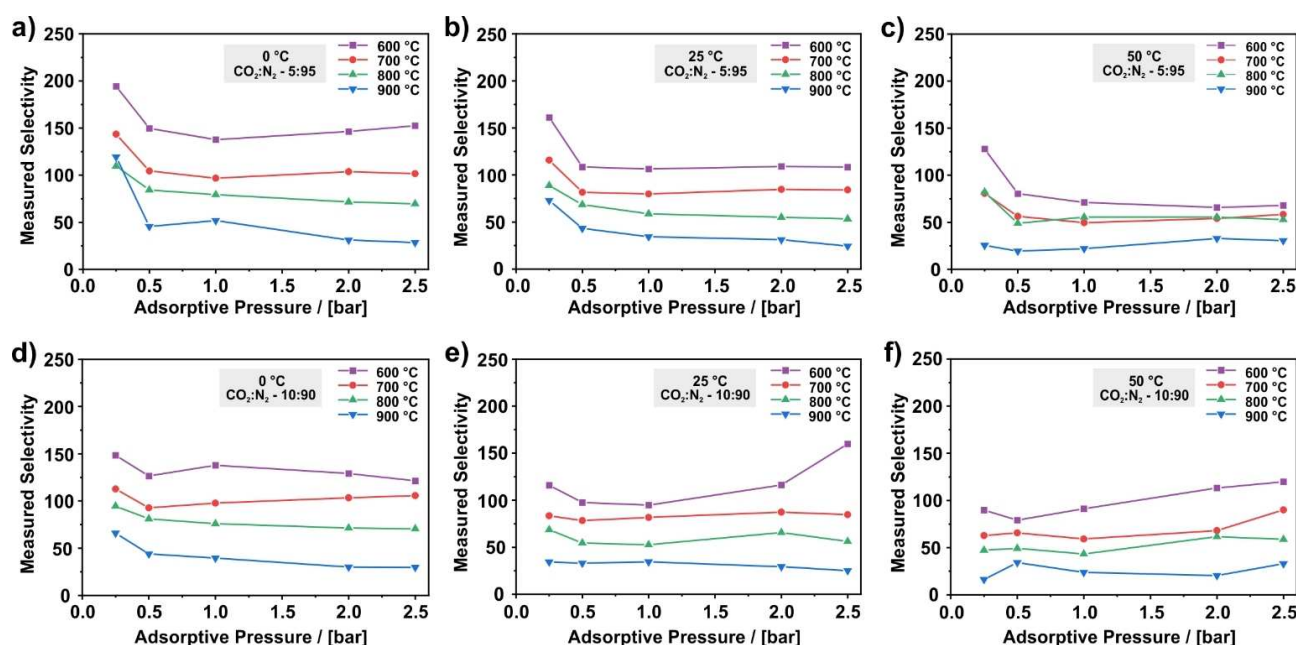 a)
250
200
150
100
50
0
Measured Selectivity
0 °C
CO₂:N₂ - 5:95
600 °C
700 °C
800 °C
900 °C
0.0 0.5 1.0 1.5 2.0 2.5
Adsorptive Pressure / [bar]
b)
250
200
150
100
50
0
Measured Selectivity
25 °C
CO₂:N₂ - 5:95
600 °C
700 °C
800 °C
900 °C
0.0 0.5 1.0 1.5 2.0 2.5
Adsorptive Pressure / [bar]
c)
250
200
150
100
50
0
Measured Selectivity
50 °C
CO₂:N₂ - 5:95
600 °C
700 °C
800 °C
900 °C
0.0 0.5 1.0 1.5 2.0 2.5
Adsorptive Pressure / [bar]
d)
250
200
150
100
50
0
Measured Selectivity
0 °C
CO₂:N₂ - 10:90
600 °C
700 °C
800 °C
900 °C
0.0 0.5 1.0 1.5 2.0 2.5
Adsorptive Pressure / [bar]
e)
250
200
150
100
50
0
Measured Selectivity
25 °C
CO₂:N₂ - 10:90
600 °C
700 °C
800 °C
900 °C
0.0 0.5 1.0 1.5 2.0 2.5
Adsorptive Pressure / [bar]
f)
250
200
150
100
50
0
Measured Selectivity
50 °C
CO₂:N₂ - 10:90
600 °C
700 °C
800 °C
900 °C
0.0 0.5 1.0 1.5 2.0 2.5
Adsorptive Pressure / [bar]